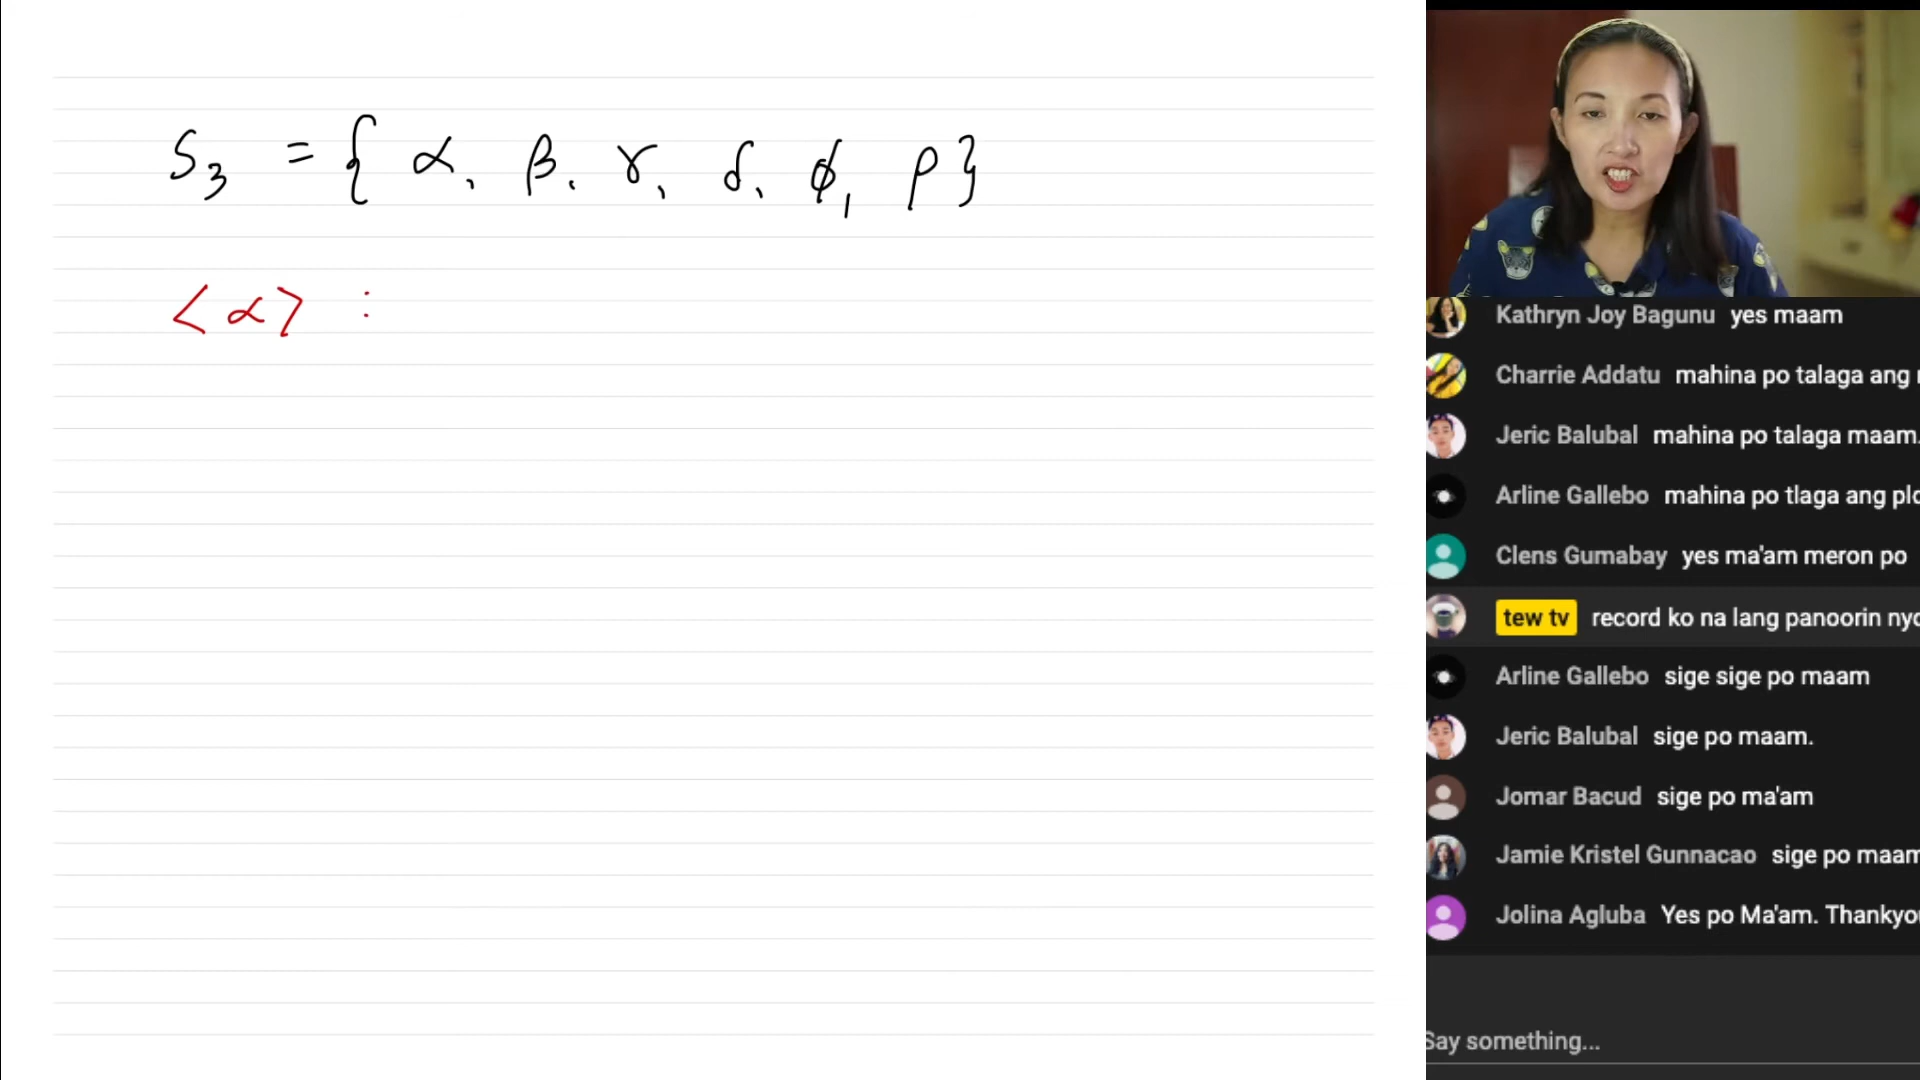 S₃ = { α, β, γ, δ, ϕ, ρ }
<α> :
Kathryn Joy Bagunu yes maam
Charrie Addatu mahina po talaga ang
Jeric Balubal mahina po talaga maam.
Arline Gallebo mahina po tlaga ang
Clens Gumabay yes ma'am meron po
tew tv record ko na lang panoorin
Arline Gallebo sige sige po maam
Jeric Balubal sige po maam.
Jomar Bacud sige po ma'am
Jamie Kristel Gunnacao sige po maam
Jolina Agluba Yes po Ma'am.
Say something...